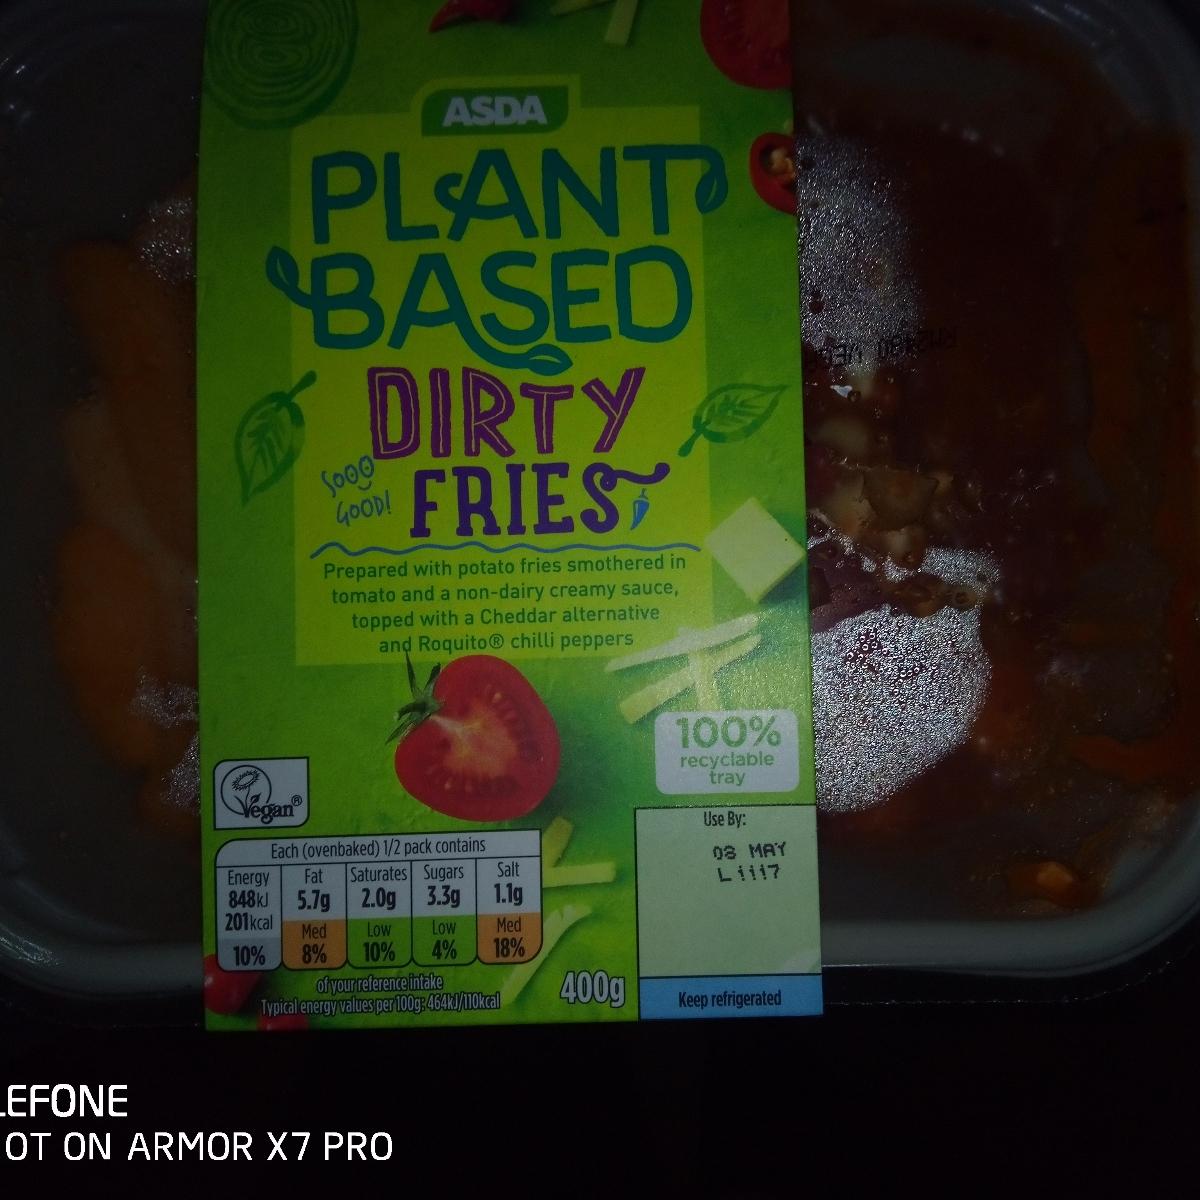 ASDA
PLANT
BASED
DIRTY
FRIES
SOOO
GOOD!
Prepared with potato fries smothered in
tomato and a non-dairy creamy sauce,
topped with a Cheddar alternative
and Roquito® chilli peppers
100%
recyclable
tray
Vegan®
Each (ovenbaked) 1/2 pack contains
Energy Fat Saturates Sugars Salt
848kJ 5.7g 2.0g 3.3g 1.1g
201kcal
Med Low Low Med
10% 8% 10% 4% 18%
of your reference intake
Typical energy values per 100g: 464kJ/110kcal
400g
Use By:
08 MAY
L1117
Keep refrigerated
LEFONE
OT ON ARMOR X7 PRO